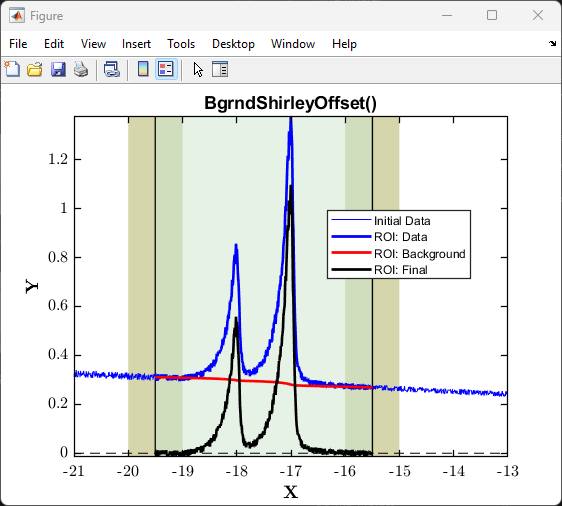 Figure
File Edit View Insert Tools Desktop Window Help
BgrndShirleyOffset()
1.2
1
0.8
0.6
0.4
0.2
0
Y
Initial Data
ROI: Data
ROI: Background
ROI: Final
-21 -20 -19 -18 -17 -16 -15 -14 -13
X